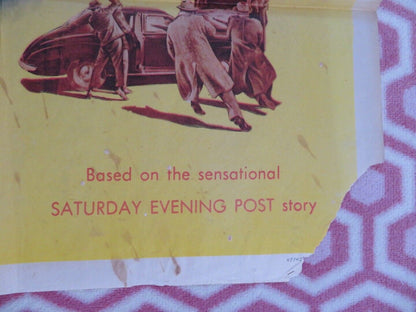 Based on the sensational
SATURDAY EVENING POST story